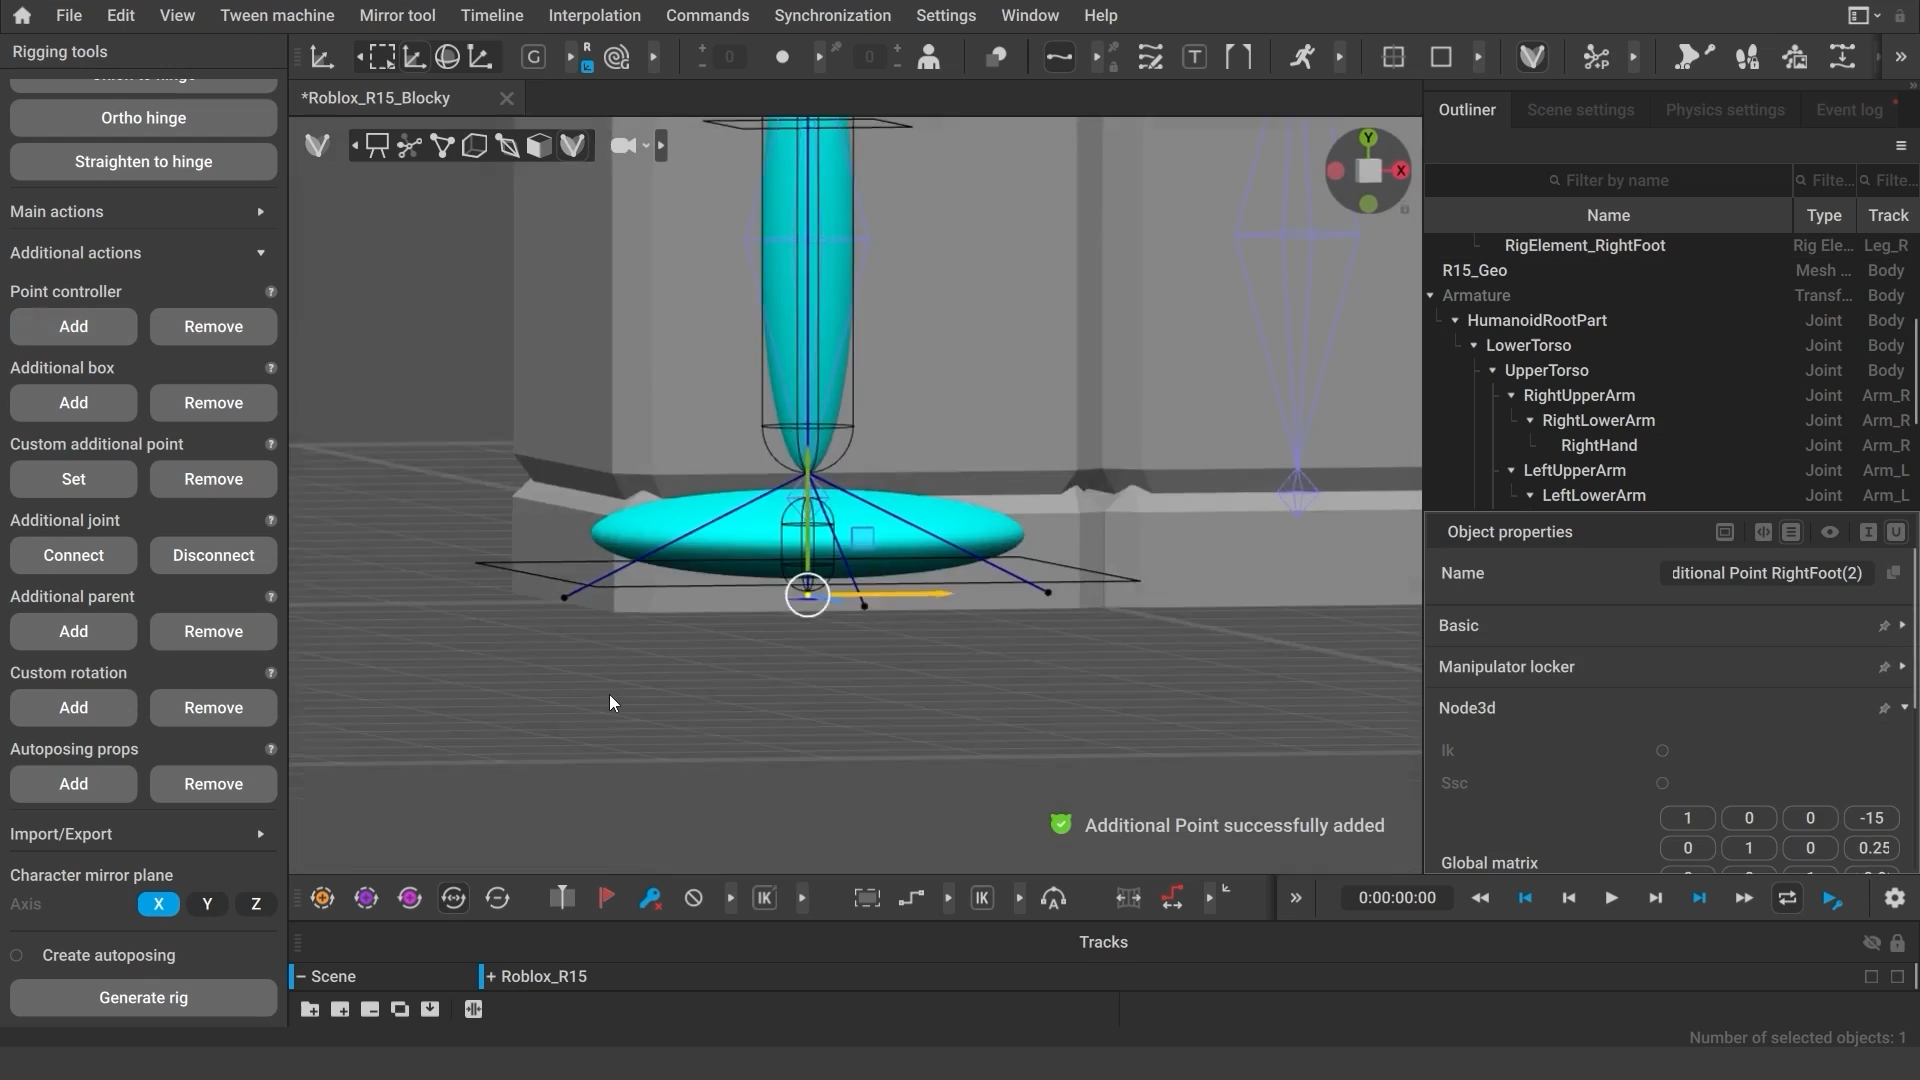 File Edit View Tween machine Mirror tool Timeline Interpolation Commands Synchronization Settings Window Help
Rigging tools
Ortho hinge
Straighten to hinge
Main actions
Additional actions
Point controller ?
Add Remove
Additional box ?
Add Remove
Custom additional point ?
Set Remove
Additional joint ?
Connect Disconnect
Additional parent ?
Add Remove
Custom rotation ?
Add Remove
Autoposing props ?
Add Remove
Import/Export
Character mirror plane
Axis X Y Z
Create autoposing
Generate rig
G R 0 0 T P
*Roblox_R15_Blocky
Y
X
Additional Point successfully added
Outliner Scene settings Physics settings Event log
Filter by name Filte... Filte...
Name Type Track
RigElement_RightFoot Rig Ele... Leg_R
R15_Geo Mesh ... Body
Armature Transf... Body
HumanoidRootPart Joint Body
LowerTorso Joint Body
UpperTorso Joint Body
RightUpperArm Joint Arm_R
RightLowerArm Joint Arm_R
RightHand Joint Arm_R
LeftUpperArm Joint Arm_L
LeftLowerArm Joint Arm_L
Object properties
Name ditional Point RightFoot(2)
Basic
Manipulator locker
Node3d
Ik
Ssc
1 0 0 -15
0 1 0 0.25
Global matrix
IK IK 0:00:00:00
Tracks
− Scene + Roblox_R15
Number of selected objects: 1